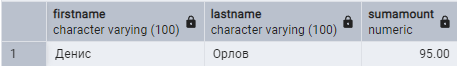 firstname lastname sumamount
character varying (100) character varying (100) numeric
1 Денис Орлов 95.00